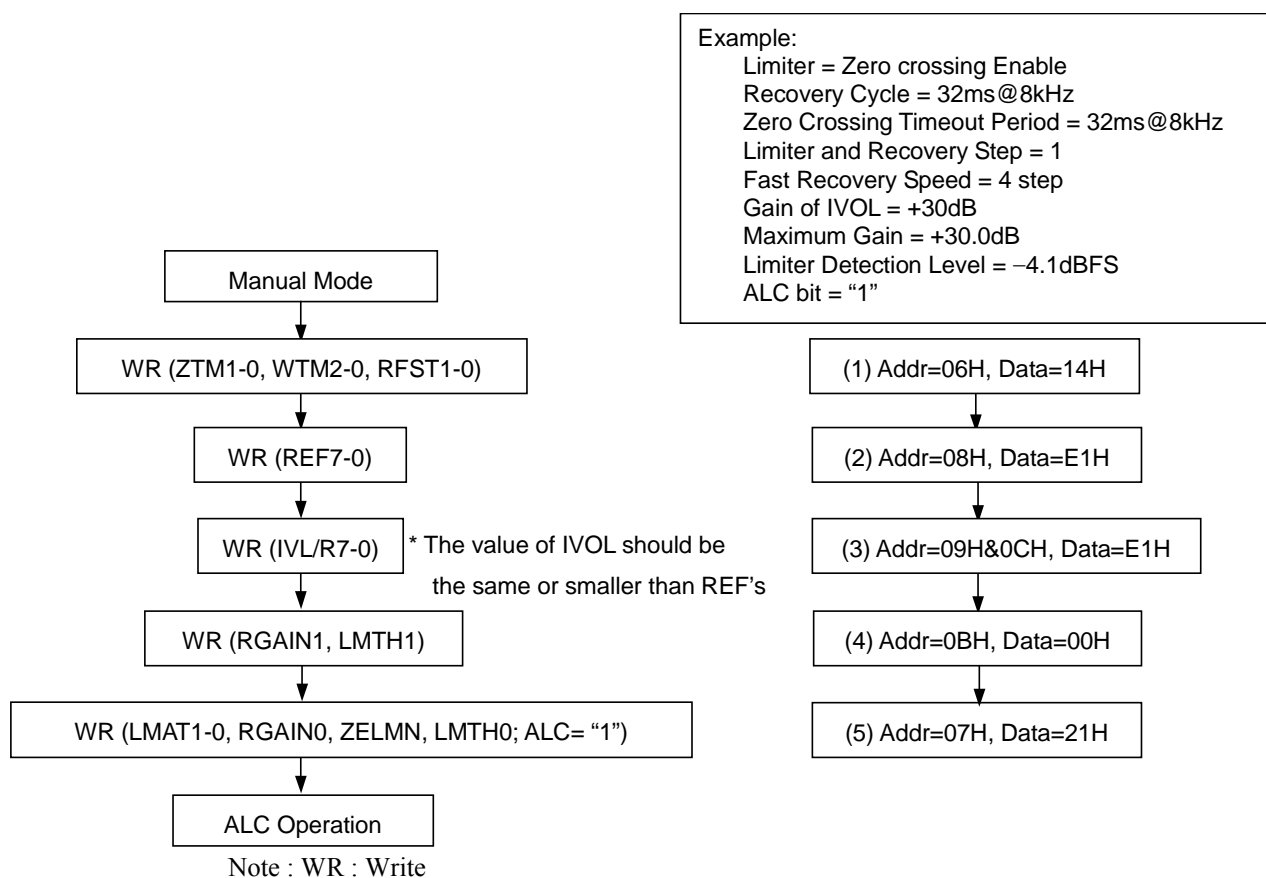 Example:
Limiter = Zero crossing Enable
Recovery Cycle = 32ms@8kHz
Zero Crossing Timeout Period = 32ms@8kHz
Limiter and Recovery Step = 1
Fast Recovery Speed = 4 step
Gain of IVOL = +30dB
Maximum Gain = +30.0dB
Limiter Detection Level = −4.1dBFS
ALC bit = “1”
Manual Mode
WR (ZTM1-0, WTM2-0, RFST1-0)
WR (REF7-0)
WR (IVL/R7-0)
* The value of IVOL should be
the same or smaller than REF’s
WR (RGAIN1, LMTH1)
WR (LMAT1-0, RGAIN0, ZELMN, LMTH0; ALC= “1”)
ALC Operation
Note : WR : Write
(1) Addr=06H, Data=14H
(2) Addr=08H, Data=E1H
(3) Addr=09H&0CH, Data=E1H
(4) Addr=0BH, Data=00H
(5) Addr=07H, Data=21H